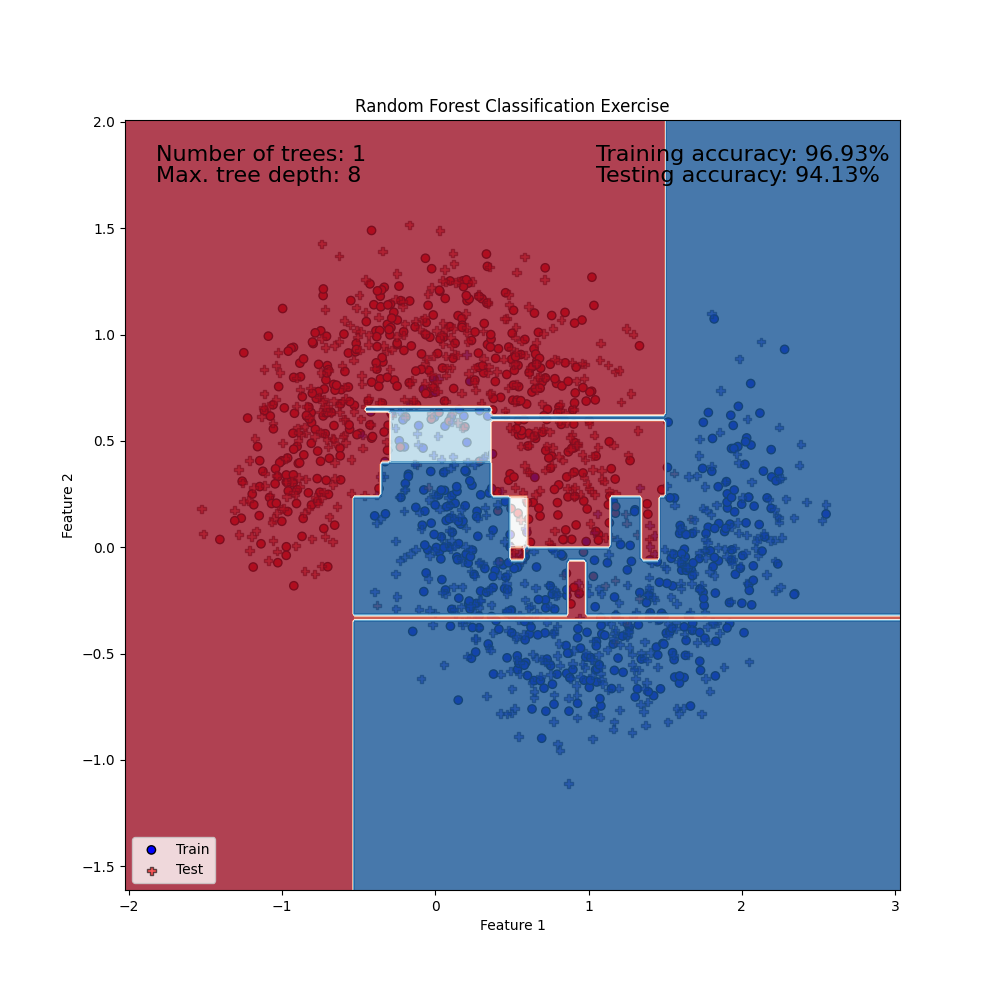 Random Forest Classification Exercise
2.0
Number of trees: 1
Training accuracy: 96.93%
Max. tree depth: 8
Testing accuracy: 94.13%
1.5
1.0
0.5
Feature 2
0.0
−0.5
−1.0
−1.5
Train
Test
−2 −1 0 1 2 3
Feature 1